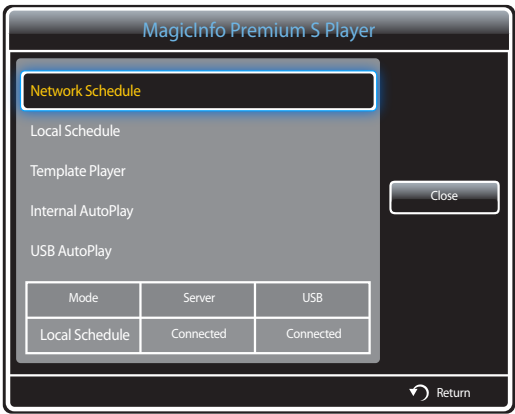 MagicInfo Premium S Player
Network Schedule
Local Schedule
Template Player
Internal AutoPlay
USB AutoPlay
Close
Mode Server USB
Local Schedule Connected Connected
Return